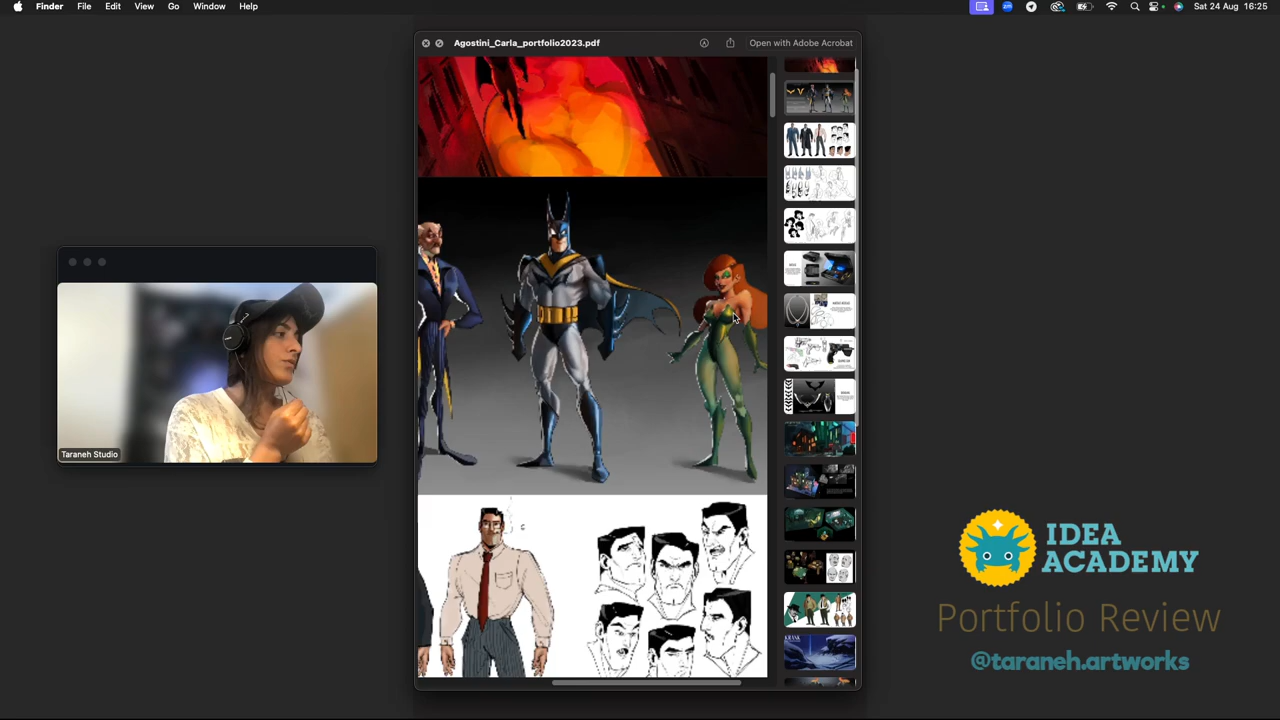 Finder File Edit View Go Window Help
Sat 24 Aug 16:25
Agostini_Carla_portfolio2023.pdf
Open with Adobe Acrobat
Taraneh Studio
IDEA
ACADEMY
Portfolio Review
@taraneh.artworks